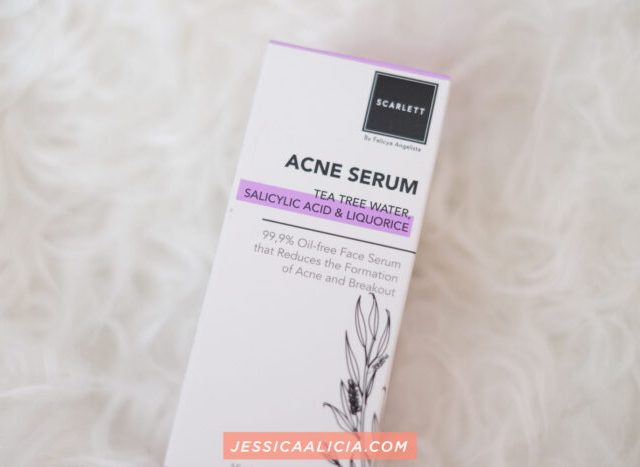 SCARLETT
By Felicya Angelista
ACNE SERUM
TEA TREE WATER,
SALICYLIC ACID & LIQUORICE
99,9% Oil-free Face Serum
that Reduces the Formation
of Acne and Breakout
JESSICAALICIA.COM